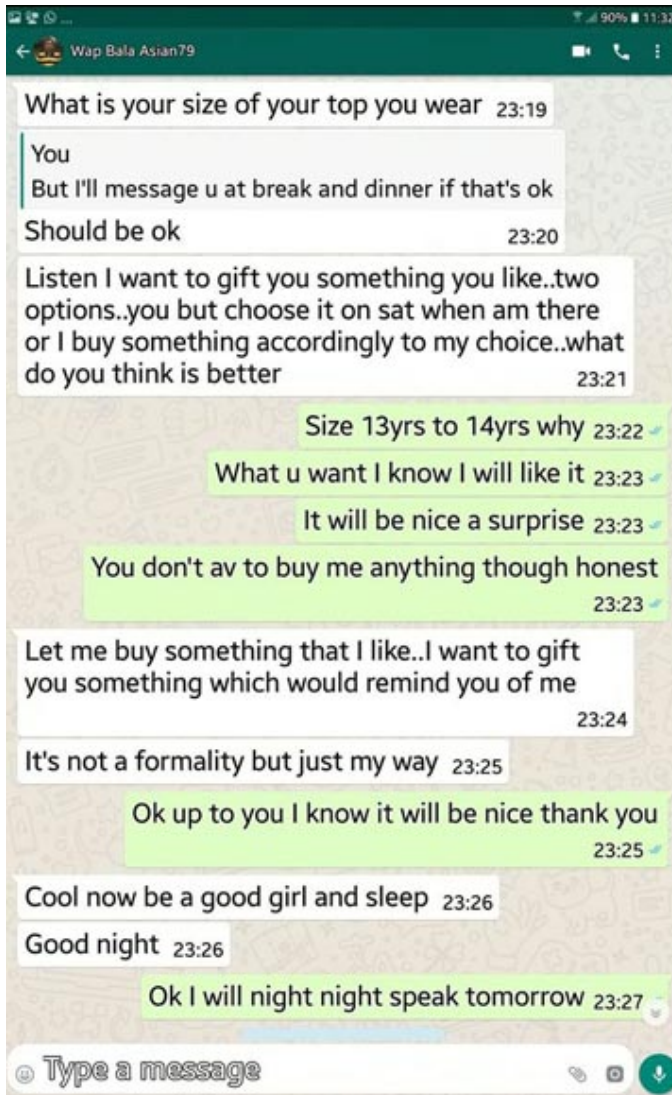 90% 11:32
Wap Bala Asian79
What is your size of your top you wear 23:19
You
But I'll message u at break and dinner if that's ok
Should be ok 23:20
Listen I want to gift you something you like..two
options..you but choose it on sat when am there
or I buy something accordingly to my choice..what
do you think is better 23:21
Size 13yrs to 14yrs why 23:22
What u want I know I will like it 23:23
It will be nice a surprise 23:23
You don't av to buy me anything though honest
23:23
Let me buy something that I like..I want to gift
you something which would remind you of me
23:24
It's not a formality but just my way 23:25
Ok up to you I know it will be nice thank you
23:25
Cool now be a good girl and sleep 23:26
Good night 23:26
Ok I will night night speak tomorrow 23:27
Type a message